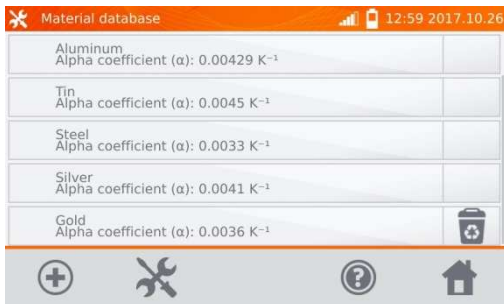 Material database
12:59 2017.10.26
Aluminum
Alpha coefficient (α): 0.00429 K⁻¹
Tin
Alpha coefficient (α): 0.0045 K⁻¹
Steel
Alpha coefficient (α): 0.0033 K⁻¹
Silver
Alpha coefficient (α): 0.0041 K⁻¹
Gold
Alpha coefficient (α): 0.0036 K⁻¹